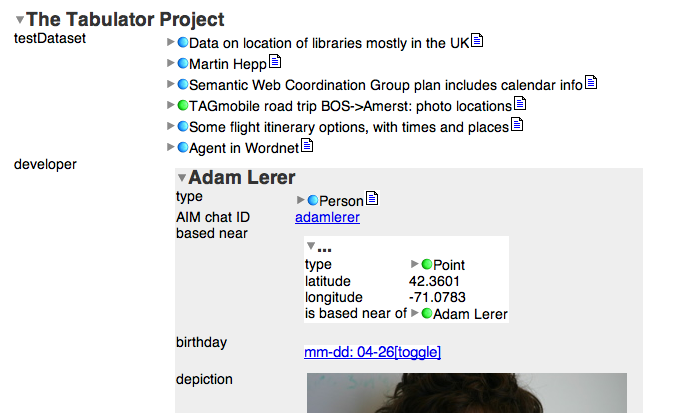 The Tabulator Project
testDataset
Data on location of libraries mostly in the UK
Martin Hepp
Semantic Web Coordination Group plan includes calendar info
TAGmobile road trip BOS->Amerst: photo locations
Some flight itinerary options, with times and places
Agent in Wordnet
developer
Adam Lerer
type Person
AIM chat ID adamlerer
based near
...
type Point
latitude 42.3601
longitude -71.0783
is based near of Adam Lerer
birthday
mm-dd: 04-26[toggle]
depiction